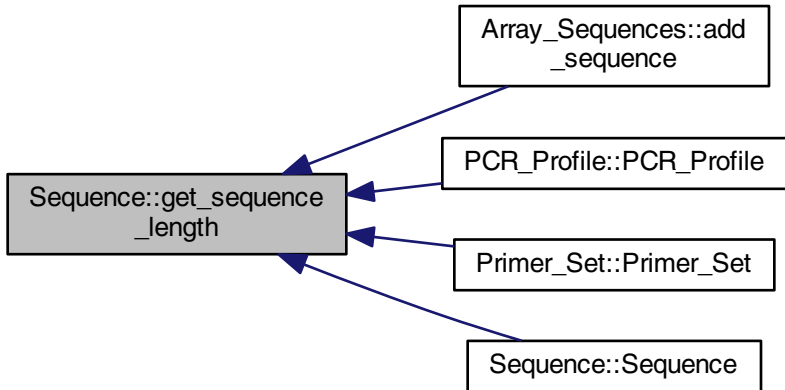 Array_Sequences::add
_sequence
PCR_Profile::PCR_Profile
Sequence::get_sequence
_length
Primer_Set::Primer_Set
Sequence::Sequence